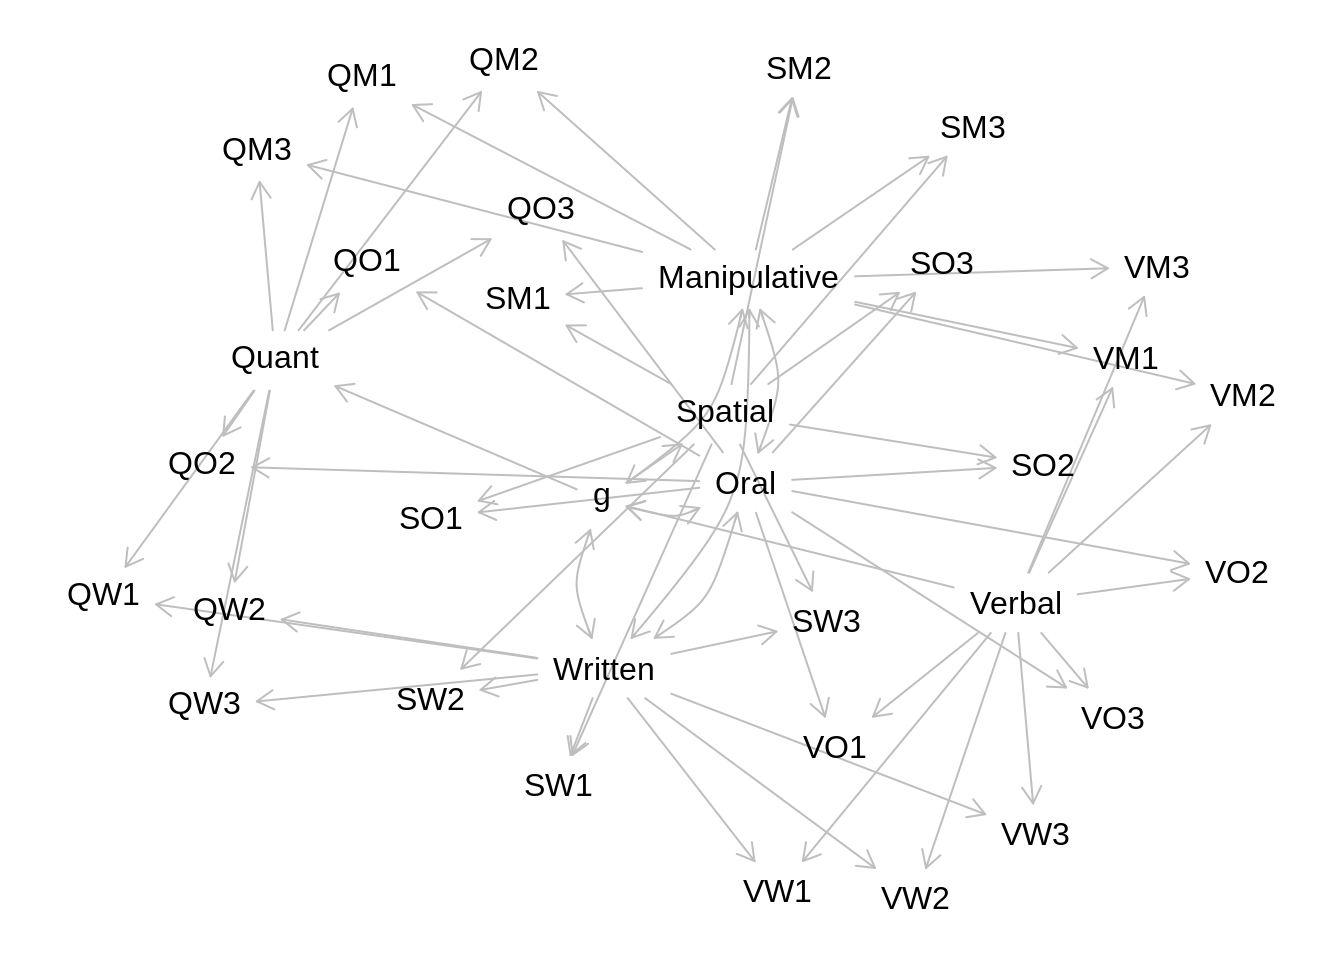 QM2
SM2
QM1
SM3
QM3
QO3
QO1
SO3
VM3
Manipulative
SM1
Quant
VM1
VM2
Spatial
QO2
SO2
Oral
g
SO1
VO2
QW1
Verbal
QW2
SW3
Written
SW2
QW3
VO3
VO1
SW1
VW3
VW1
VW2